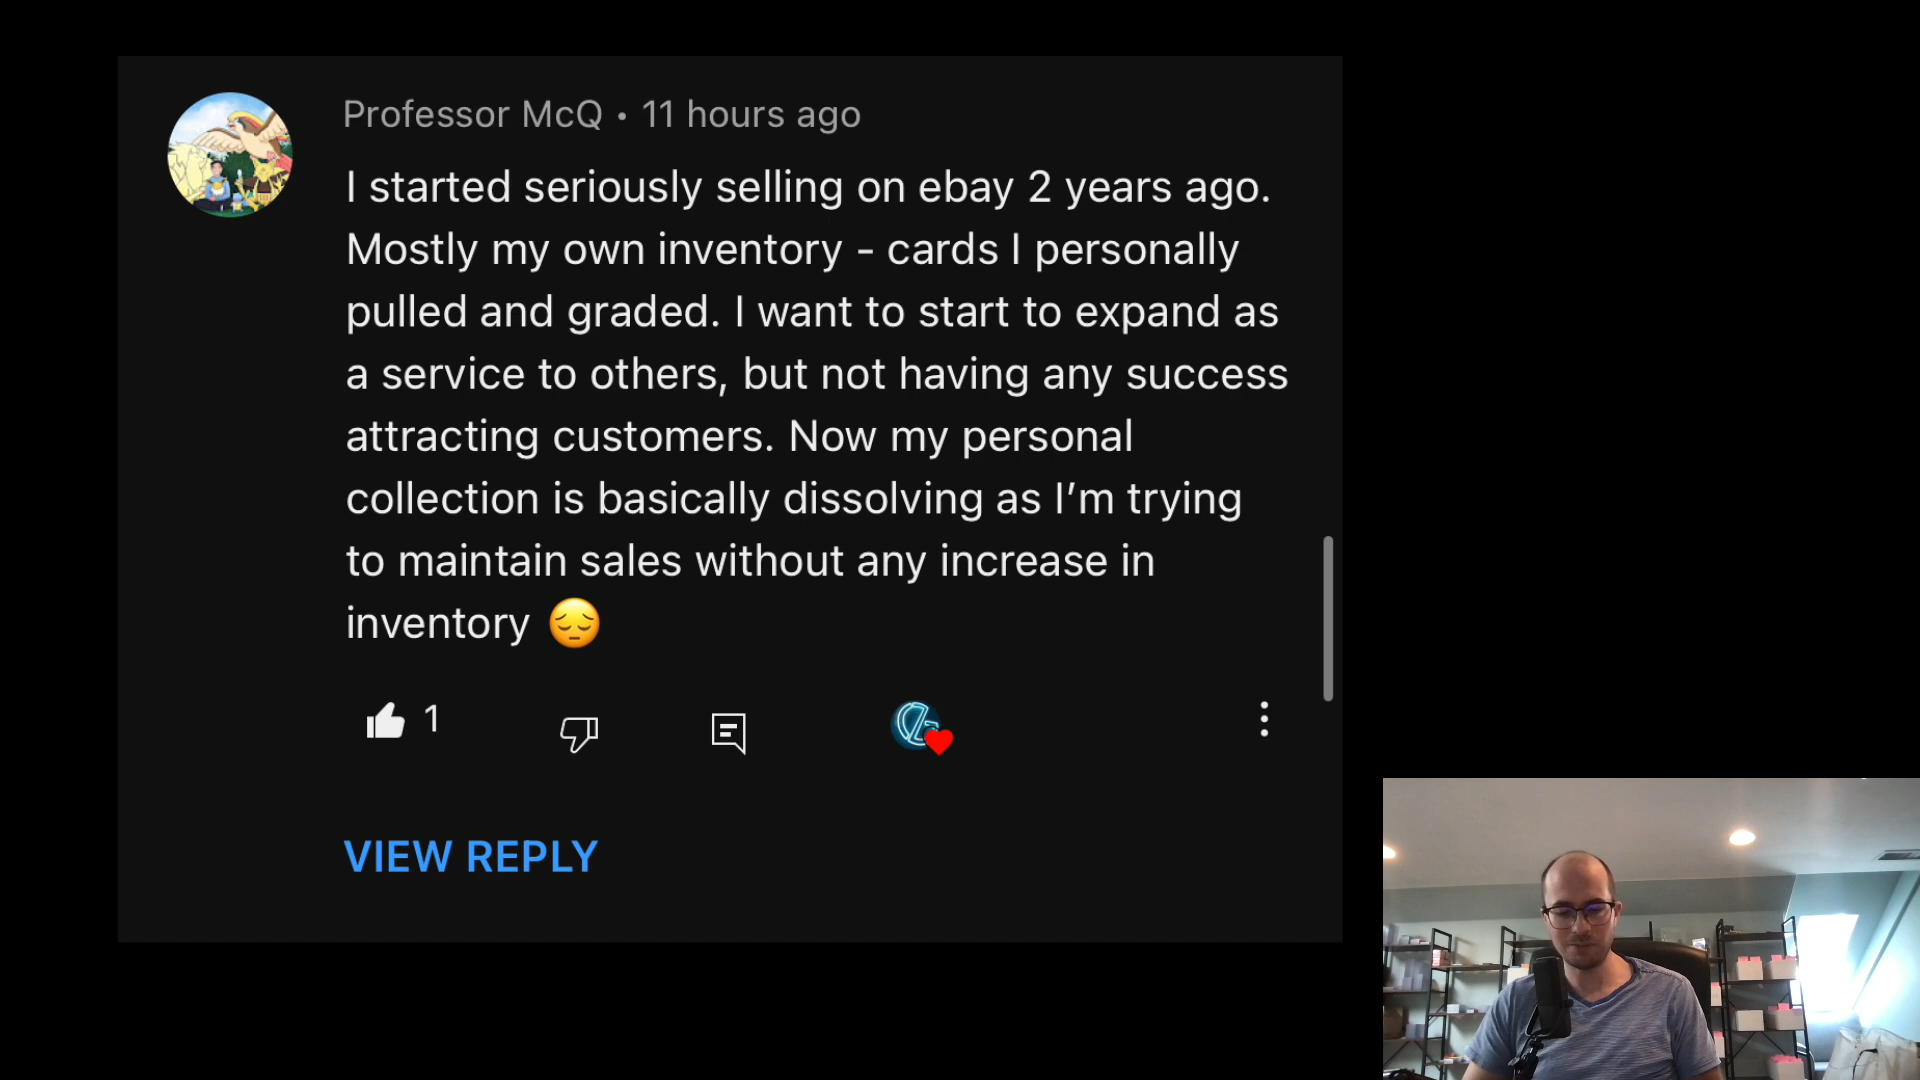 Professor McQ • 11 hours ago
I started seriously selling on ebay 2 years ago.
Mostly my own inventory - cards I personally
pulled and graded. I want to start to expand as
a service to others, but not having any success
attracting customers. Now my personal
collection is basically dissolving as I’m trying
to maintain sales without any increase in
inventory 😔
1
VIEW REPLY